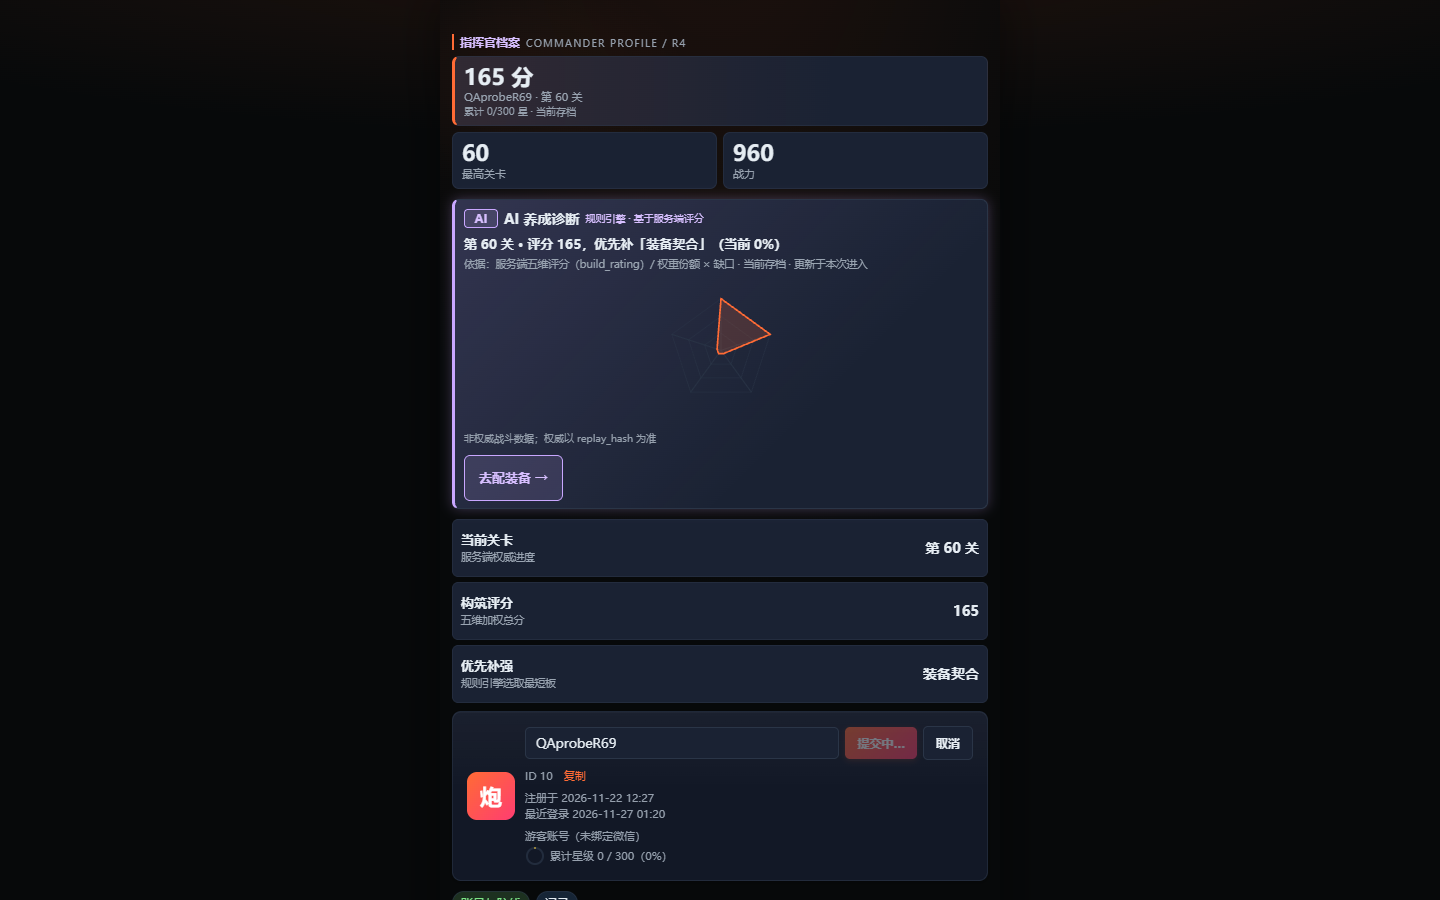 指挥官档案 COMMANDER PROFILE / R4
165 分
QAprobeR69 · 第 60 关
累计 0/300 星 · 当前存档
60
最高关卡
960
战力
AI AI 养成诊断 规则引擎 · 基于服务端评分
第 60 关 • 评分 165，优先补「装备契合」（当前 0%）
依据：服务端五维评分（build_rating）/ 权重份额 × 缺口 · 当前存档 · 更新于本次进入
非权威战斗数据；权威以 replay_hash 为准
去配装备 →
当前关卡
服务端权威进度
第 60 关
构筑评分
五维加权总分
165
优先补强
规则引擎选取最短板
装备契合
QAprobeR69
提交中...
取消
炮
ID 10 复制
注册于 2026-11-22 12:27
最近登录 2026-11-27 01:20
游客账号（未绑定微信）
累计星级 0 / 300（0%）